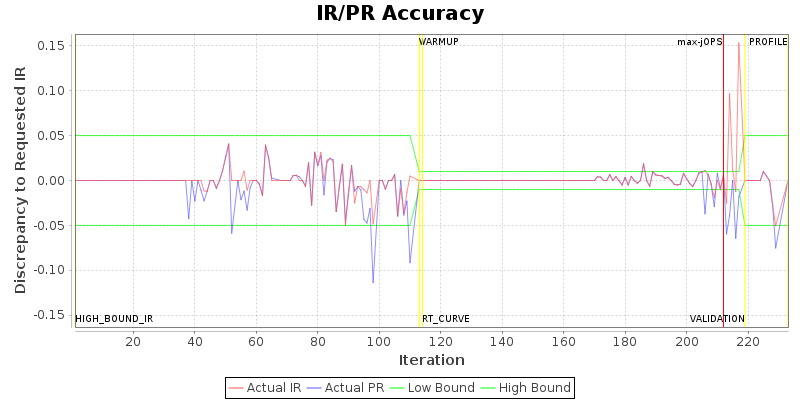 IR/PR Accuracy
Discrepancy to Requested IR
0.15
0.10
0.05
0.00
-0.05
-0.10
-0.15
WARMUP
max-jOPS
PROFILE
HIGH_BOUND_IR
RT_CURVE
VALIDATION
20
40
60
80
100
120
140
160
180
200
220
Iteration
Actual IR
Actual PR
Low Bound
High Bound